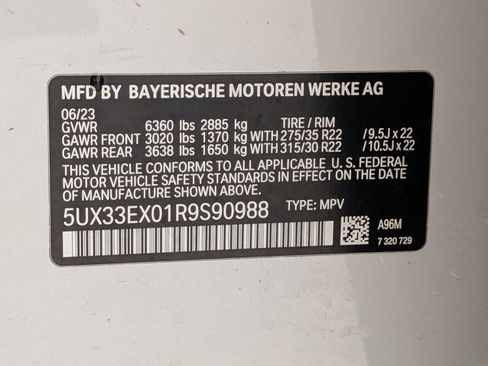 MFD BY BAYERISCHE MOTOREN WERKE AG
06/23
GVWR 6360 lbs 2885 kg TIRE / RIM
GAWR FRONT 3020 lbs 1370 kg WITH 275/35 R22 /9.5J x 22
GAWR REAR 3638 lbs 1650 kg WITH 315/30 R22 /10.5J x 22
THIS VEHICLE CONFORMS TO ALL APPLICABLE U. S. FEDERAL
MOTOR VEHICLE SAFETY STANDARDS IN EFFECT ON THE
DATE OF MANUFACTURE SHOWN ABOVE.
5UX33EX01R9S90988 TYPE: MPV
A96M
7 320 729